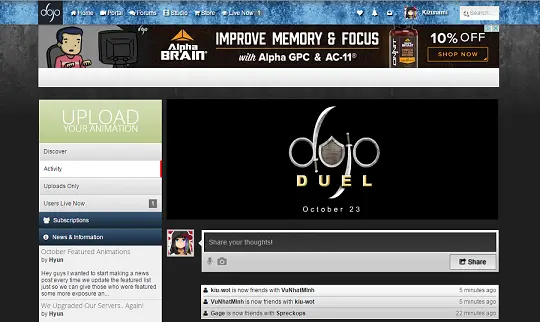 dojo
Home Portal Forums Studio Store Live Now 1 Kizunami Search...
dojo
ALPHA BRAIN IMPROVE MEMORY & FOCUS
with Alpha GPC & AC-11®
ONNIT ALPHA BRAIN
10% OFF
SHOP NOW
UPLOAD
YOUR ANIMATION
Discover
Activity
Uploads Only
Users Live Now 1
Subscriptions
News & Information
October Featured Animations
by Hyun
Hey guys I wanted to start making a news
post every time we update the featured list
just so we can give those who were featured
some more exposure an...
We Upgraded Our Servers.. Again!
by Hyun
dojo
DUEL
October 23
Share your thoughts!
Share
kiu-wot is now friends with VuNhatMinh 5 minutes ago
VuNhatMinh is now friends with kiu-wot 5 minutes ago
Gage is now friends with Spreckops 22 minutes ago